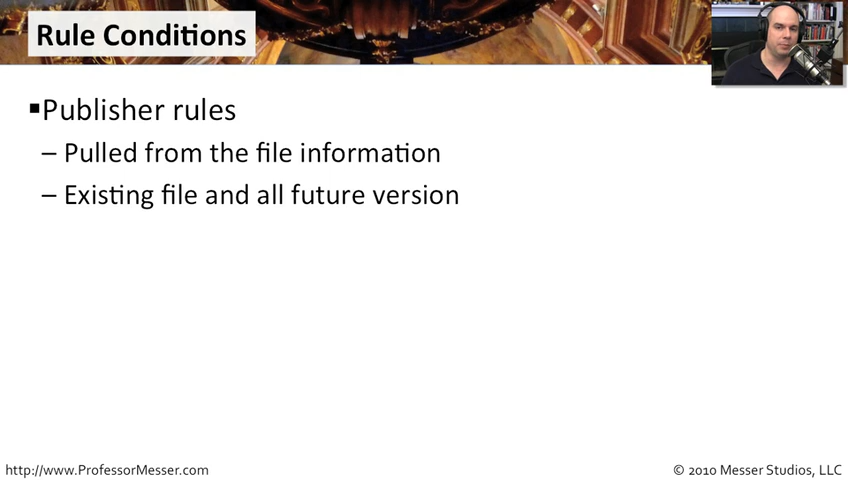 Rule Conditions
▪Publisher rules
– Pulled from the file information
– Existing file and all future version
http://www.ProfessorMesser.com
© 2010 Messer Studios, LLC